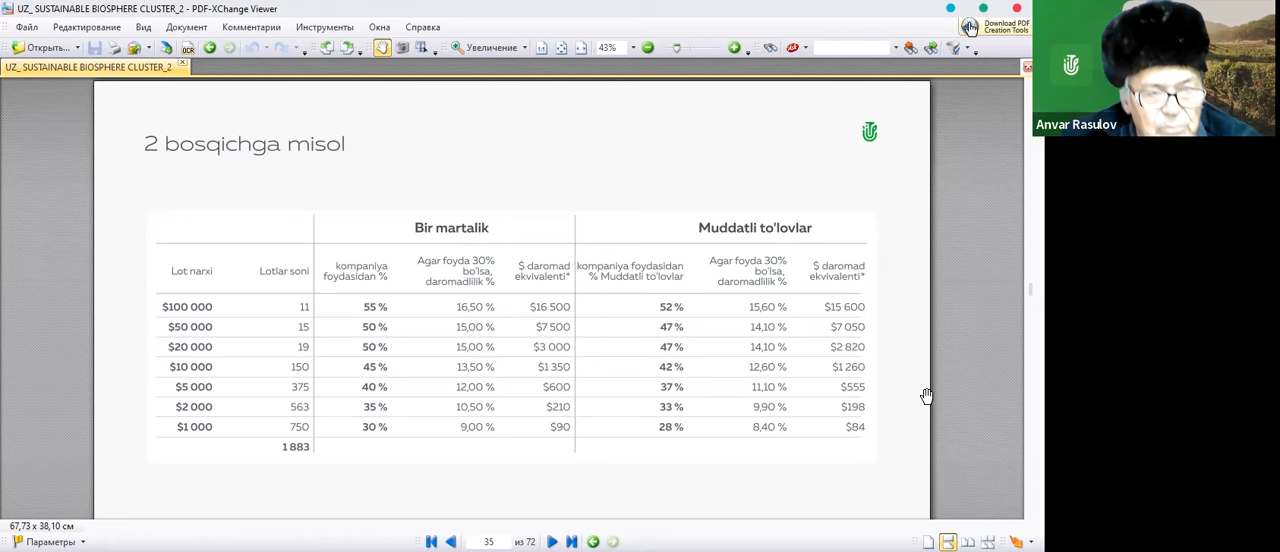 UZ_ SUSTAINABLE BIOSPHERE CLUSTER_2 - PDF-XChange Viewer
Файл Редактирование Вид Документ Комментарии Инструменты Окна Справка
Download PDF
Creation Tools
Открыть... OCR Увеличение 43%
UZ_ SUSTAINABLE BIOSPHERE CLUSTER_2
Anvar Rasulov
2 bosqichga misol
Bir martalik Muddatli to'lovlar
Lot narxi Lotlar soni kompaniya foydasidan % Agar foyda 30% bo'lsa, daromadlilik % $ daromad ekvivalenti* kompaniya foydasidan % Muddatli to'lovlar Agar foyda 30% bo'lsa, daromadlilik % $ daromad ekvivalenti*
$100 000 11 55 % 16,50 % $16 500 52 % 15,60 % $15 600
$50 000 15 50 % 15,00 % $7 500 47 % 14,10 % $7 050
$20 000 19 50 % 15,00 % $3 000 47 % 14,10 % $2 820
$10 000 150 45 % 13,50 % $1 350 42 % 12,60 % $1 260
$5 000 375 40 % 12,00 % $600 37 % 11,10 % $555
$2 000 563 35 % 10,50 % $210 33 % 9,90 % $198
$1 000 750 30 % 9,00 % $90 28 % 8,40 % $84
1 883
67,73 x 38,10 см
Параметры 35 из 72